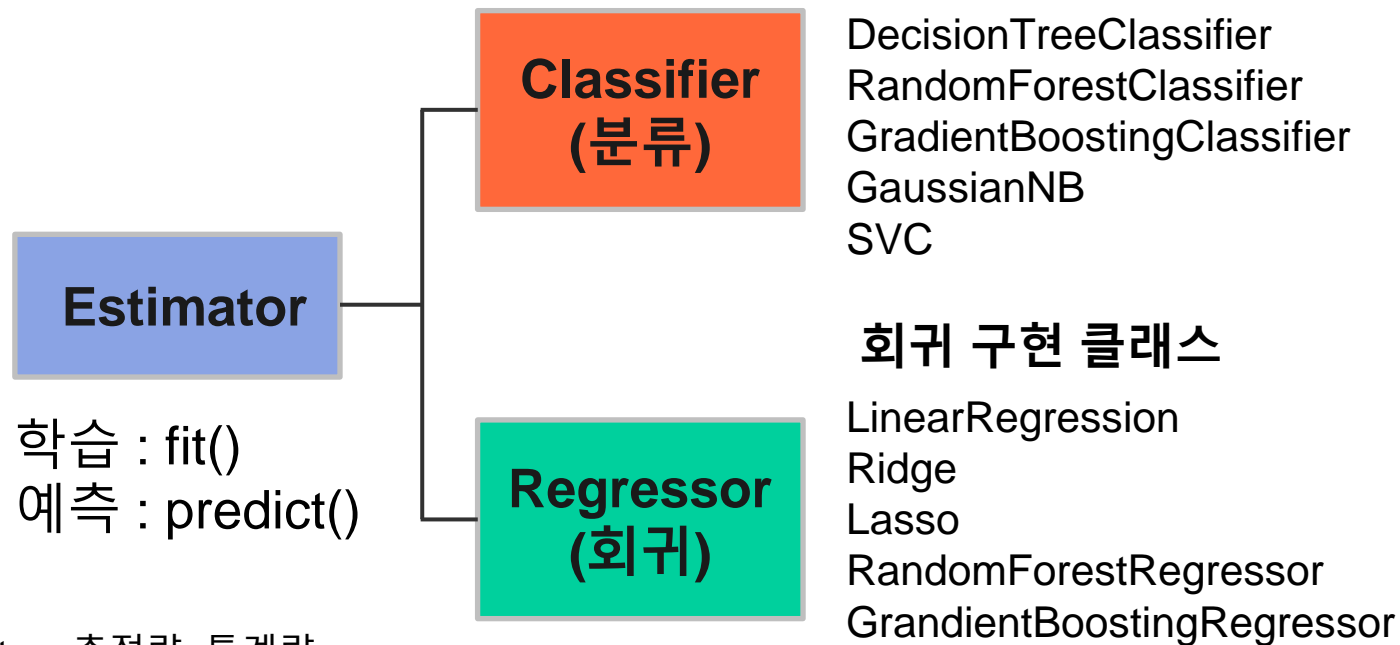 Estimator
학습 : fit()
예측 : predict()
Classifier
(분류)
DecisionTreeClassifier
RandomForestClassifier
GradientBoostingClassifier
GaussianNB
SVC
Regressor
(회귀)
회귀 구현 클래스
LinearRegression
Ridge
Lasso
RandomForestRegressor
GrandientBoostingRegressor